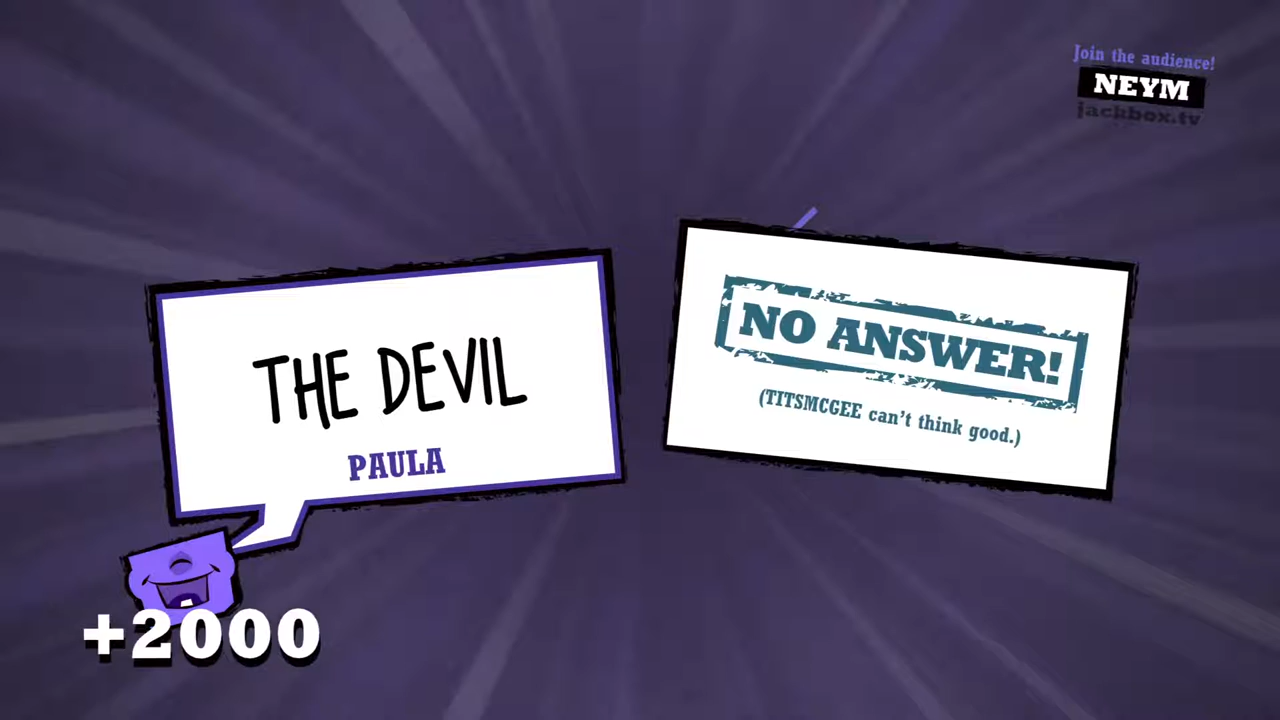 Join the audience!
NEYM
jackbox.tv
THE DEVIL
PAULA
NO ANSWER!
(TITSMCGEE can't think good.)
+2000